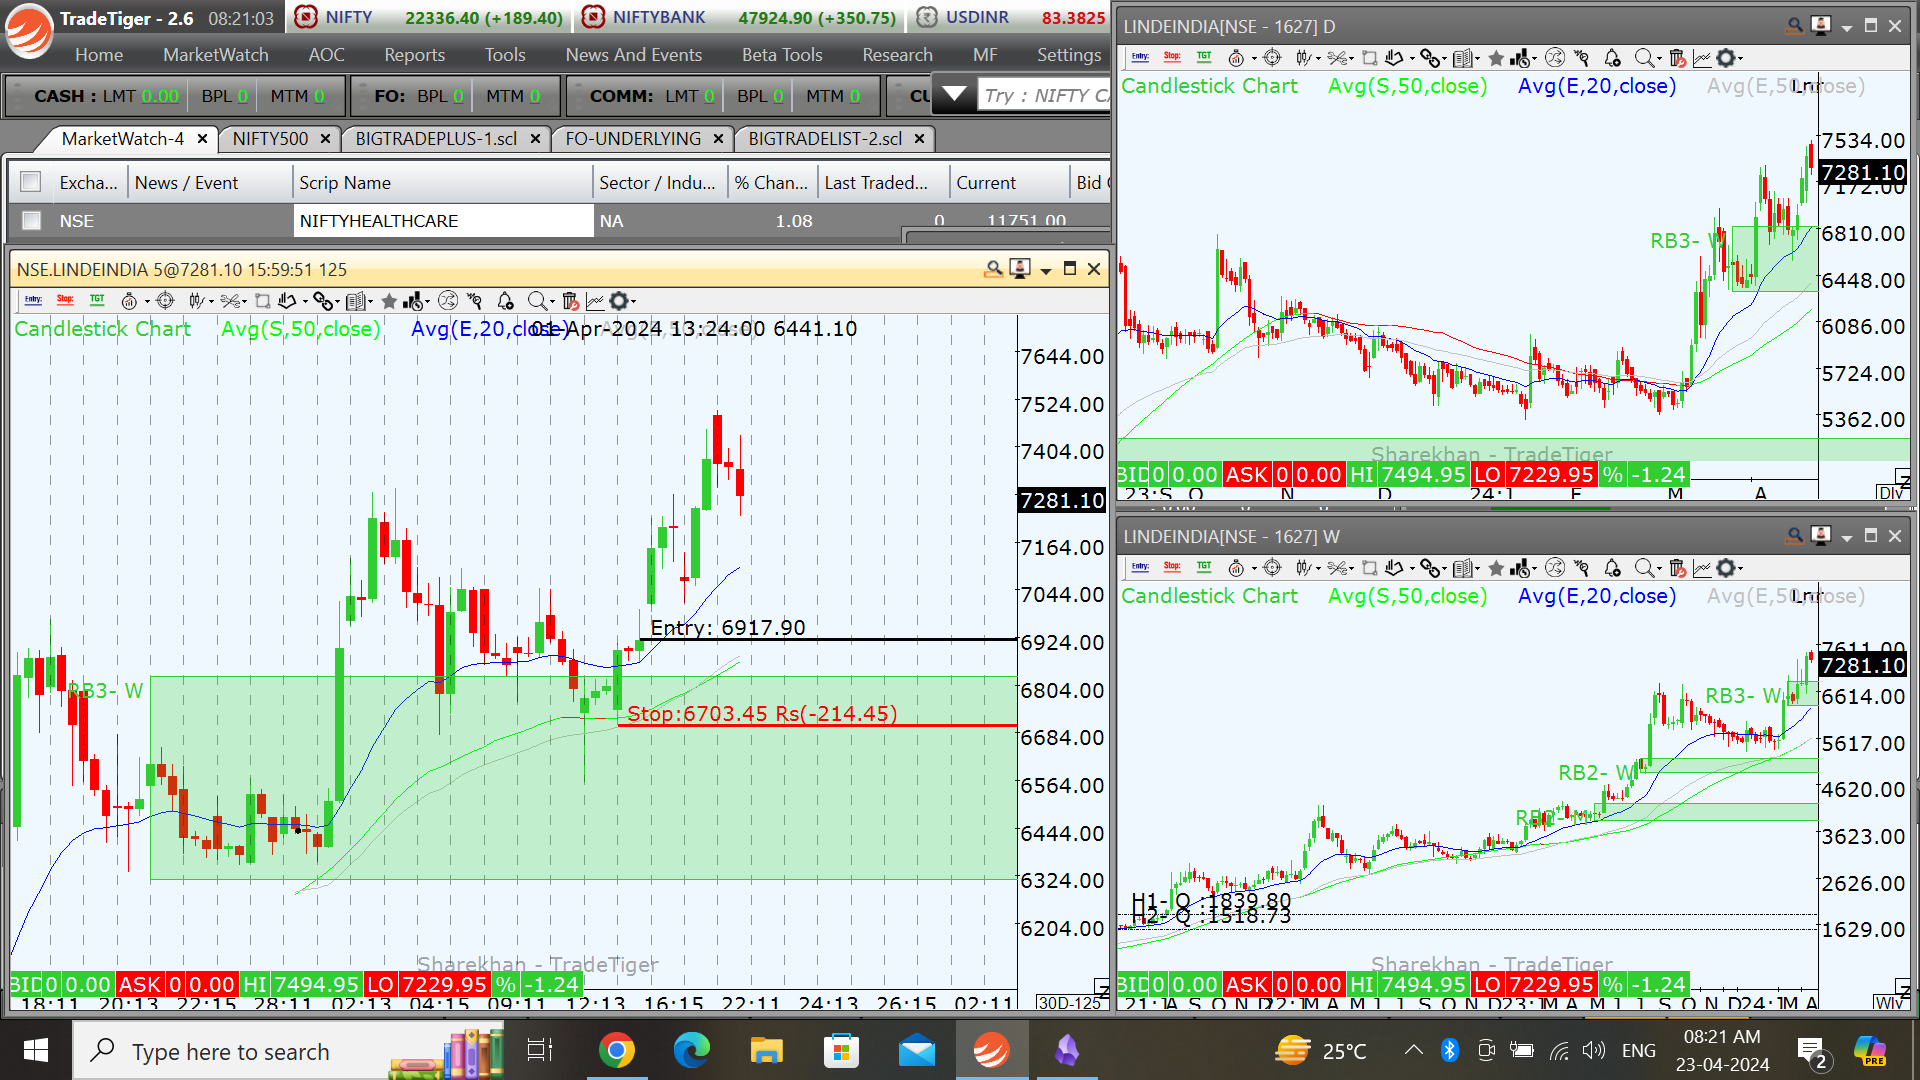 TradeTiger - 2.6 08:21:03 NIFTY 22336.40 (+189.40) NIFTYBANK 47924.90 (+350.75) USDINR 83.3825
Home MarketWatch AOC Reports Tools News And Events Beta Tools Research MF Settings
CASH : LMT 0.00 BPL 0 MTM 0 FO: BPL 0 MTM 0 COMM: LMT 0 BPL 0 MTM 0 CU Try : NIFTY CA
MarketWatch-4 NIFTY500 BIGTRADEPLUS-1.scl FO-UNDERLYING BIGTRADELIST-2.scl
Excha... News / Event Scrip Name Sector / Indu... % Chan... Last Traded... Current Bid
NSE NIFTYHEALTHCARE NA 1.08 0 11751.00
NSE.LINDEINDIA 5@7281.10 15:59:51 125
Entry: Stop: TGT
Candlestick Chart Avg(S,50,close) Avg(E,20,close) 01-Apr-2024 13:24:00 6441.10
7644.00
7524.00
7404.00
7281.10
7164.00
7044.00
Entry: 6917.90
6924.00
RB3- W
6804.00
Stop:6703.45 Rs(-214.45)
6684.00
6564.00
6444.00
6324.00
6204.00
Sharekhan - TradeTiger
BID 0 0.00 ASK 0 0.00 HI 7494.95 LO 7229.95 % -1.24
18:11 20:13 22:15 28:11 02:13 04:15 09:11 12:13 16:15 22:11 24:13 26:15 02:11 30D-125
LINDEINDIA[NSE - 1627] D
Entry: Stop: TGT
Candlestick Chart Avg(S,50,close) Avg(E,20,close) Avg(E,50,close)
7534.00
7281.10
7172.00
RB3- W
6810.00
6448.00
6086.00
5724.00
5362.00
Sharekhan - TradeTiger
BID 0 0.00 ASK 0 0.00 HI 7494.95 LO 7229.95 % -1.24
23:S O N D 24:1 F M A
LINDEINDIA[NSE - 1627] W
Entry: Stop: TGT
Candlestick Chart Avg(S,50,close) Avg(E,20,close) Avg(E,50,close)
7611.00
7281.10
RB3- W
6614.00
5617.00
RB2- W
4620.00
3623.00
2626.00
H1- Q :1839.80
H2- Q :1518.73
1629.00
Sharekhan - TradeTiger
BID 0 0.00 ASK 0 0.00 HI 7494.95 LO 7229.95 % -1.24
Type here to search 25°C ENG 08:21 AM
23-04-2024 2 PRE